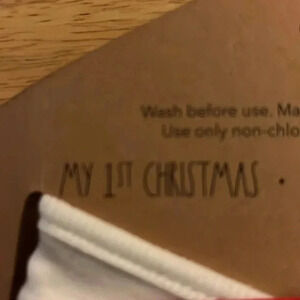 Wash before use. Ma
Use only non-chlo
MY 1ST CHRISTMAS •